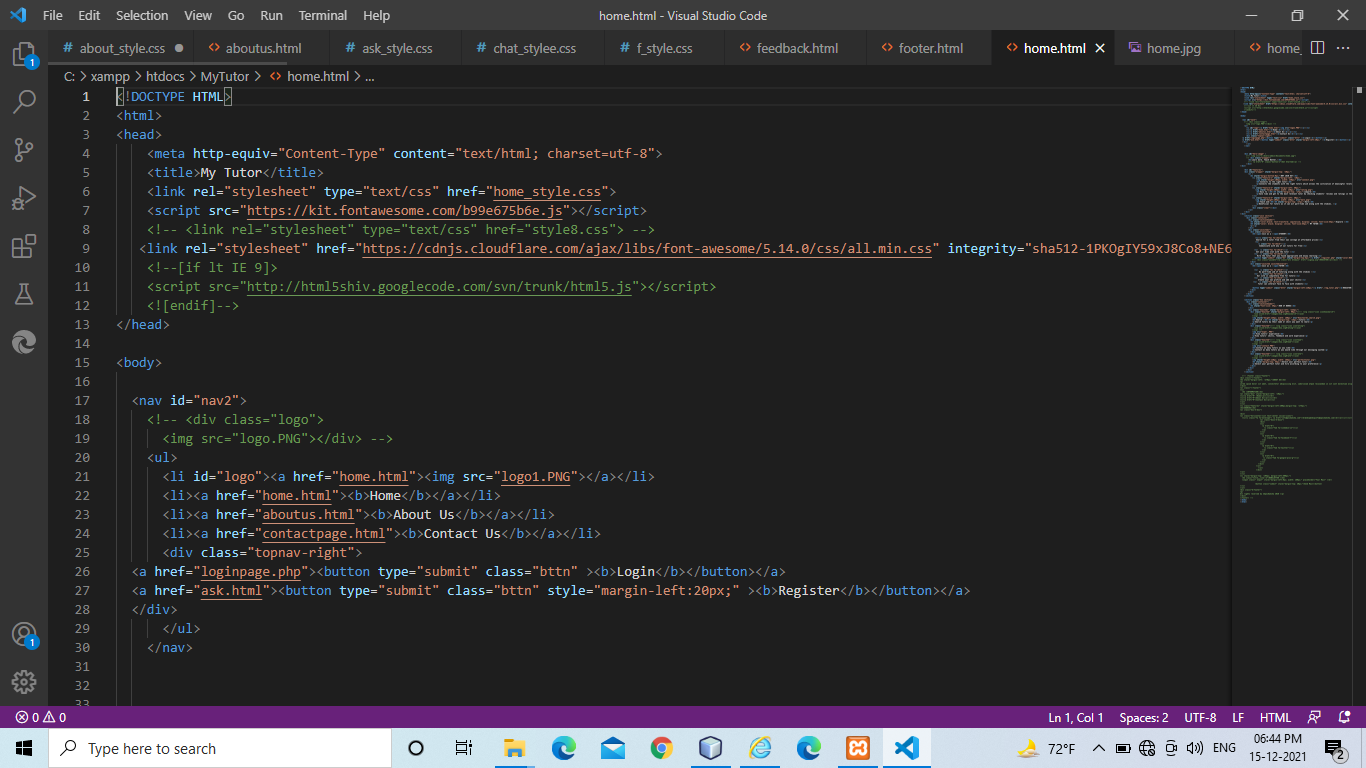 File Edit Selection View Go Run Terminal Help home.html - Visual Studio Code
# about_style.css ● <> aboutus.html # ask_style.css # chat_stylee.css # f_style.css <> feedback.html <> footer.html <> home.html × home.jpg <> home_ ...
C: > xampp > htdocs > MyTutor > <> home.html > ...
1 <!DOCTYPE HTML>
2 <html>
3 <head>
4 <meta http-equiv="Content-Type" content="text/html; charset=utf-8">
5 <title>My Tutor</title>
6 <link rel="stylesheet" type="text/css" href="home_style.css">
7 <script src="https://kit.fontawesome.com/b99e675b6e.js"></script>
8 <!-- <link rel="stylesheet" type="text/css" href="style8.css"> -->
9 <link rel="stylesheet" href="https://cdnjs.cloudflare.com/ajax/libs/font-awesome/5.14.0/css/all.min.css" integrity="sha512-1PKOgIY59xJ8Co8+NE6
10 <!--[if lt IE 9]>
11 <script src="http://html5shiv.googlecode.com/svn/trunk/html5.js"></script>
12 <![endif]-->
13 </head>
14
15 <body>
16
17 <nav id="nav2">
18 <!-- <div class="logo">
19 <img src="logo.PNG"></div> -->
20 <ul>
21 <li id="logo"><a href="home.html"><img src="logo1.PNG"></a></li>
22 <li><a href="home.html"><b>Home</b></a></li>
23 <li><a href="aboutus.html"><b>About Us</b></a></li>
24 <li><a href="contactpage.html"><b>Contact Us</b></a></li>
25 <div class="topnav-right">
26 <a href="loginpage.php"><button type="submit" class="bttn" ><b>Login</b></button></a>
27 <a href="ask.html"><button type="submit" class="bttn" style="margin-left:20px;" ><b>Register</b></button></a>
28 </div>
29 </ul>
30 </nav>
31
32
33
1
1
0 0 Ln 1, Col 1 Spaces: 2 UTF-8 LF HTML
Type here to search 72°F ENG 06:44 PM
15-12-2021
2